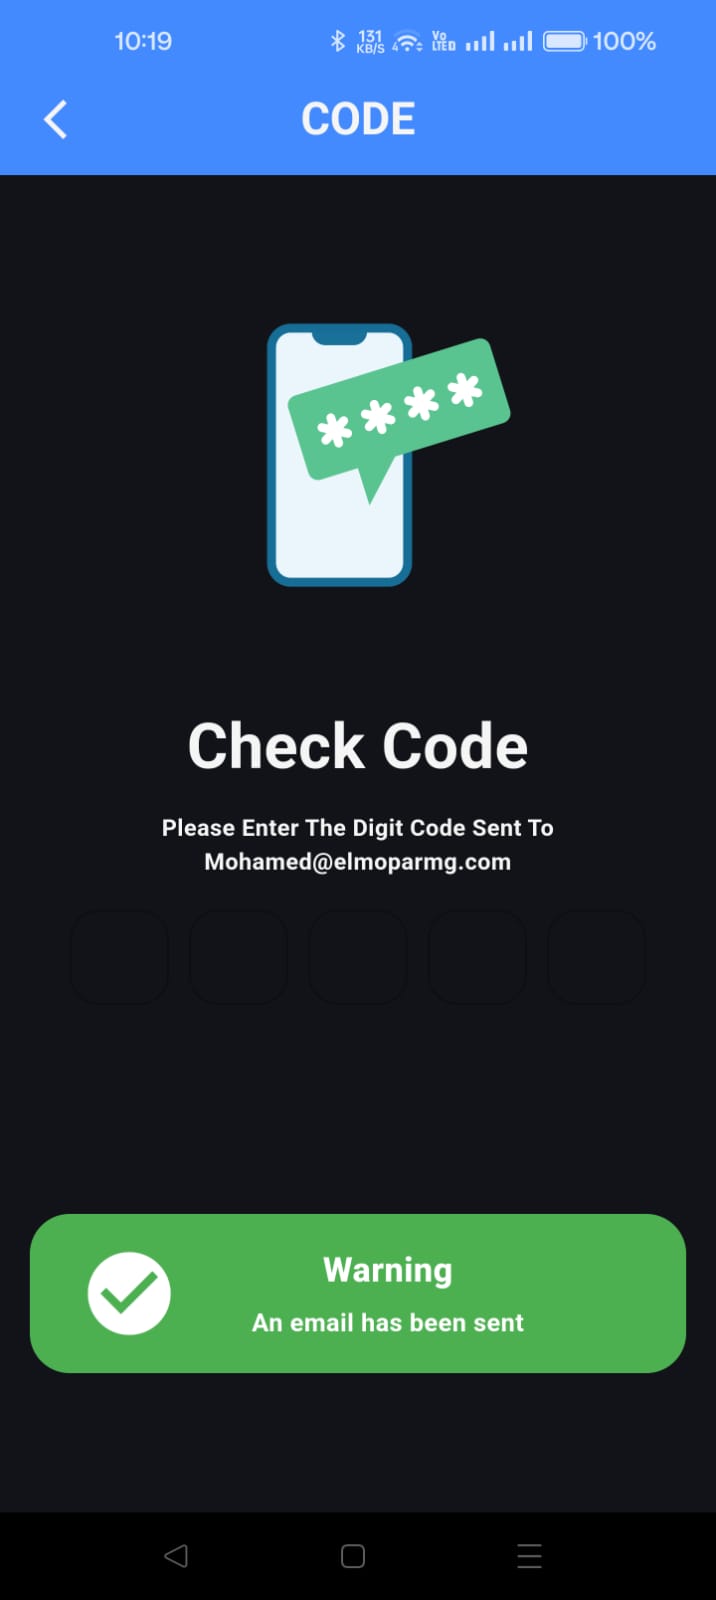 10:19
131 KB/S 4 Vo LTE D 100%
CODE
* * * *
Check Code
Please Enter The Digit Code Sent To
Mohamed@elmoparmg.com
Warning
An email has been sent